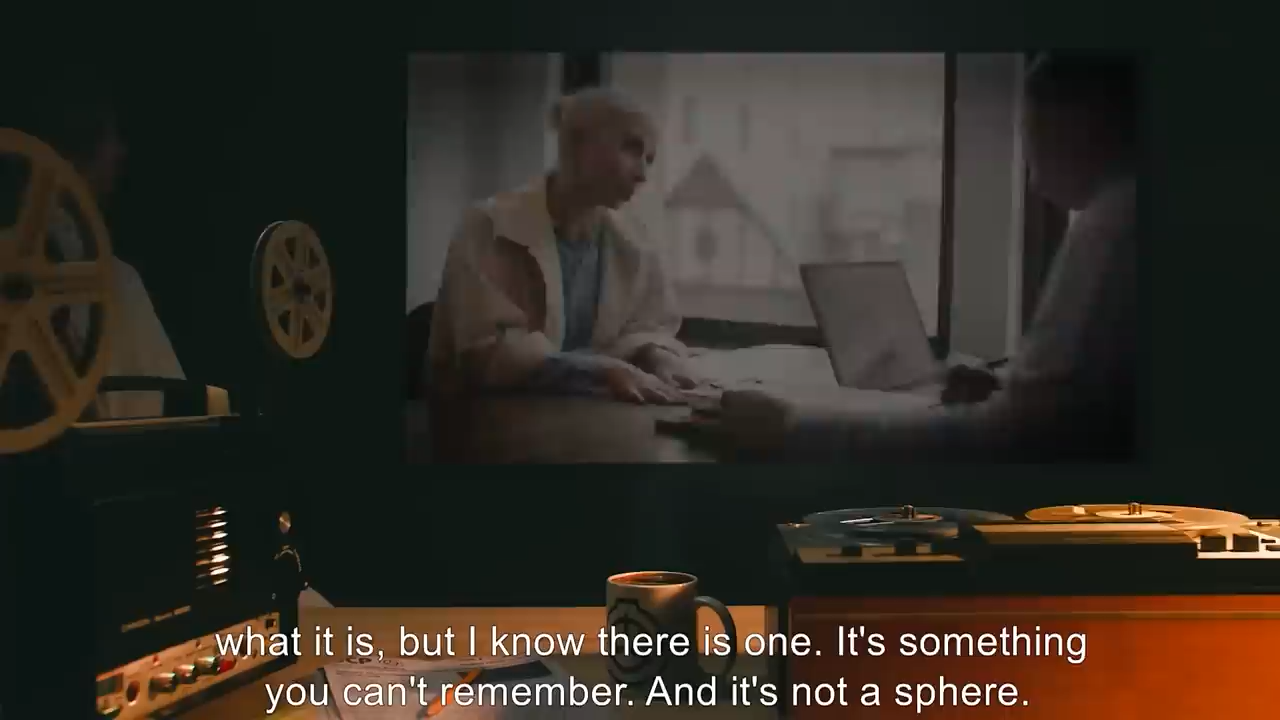 what it is, but I know there is one. It's something
you can't remember. And it's not a sphere.